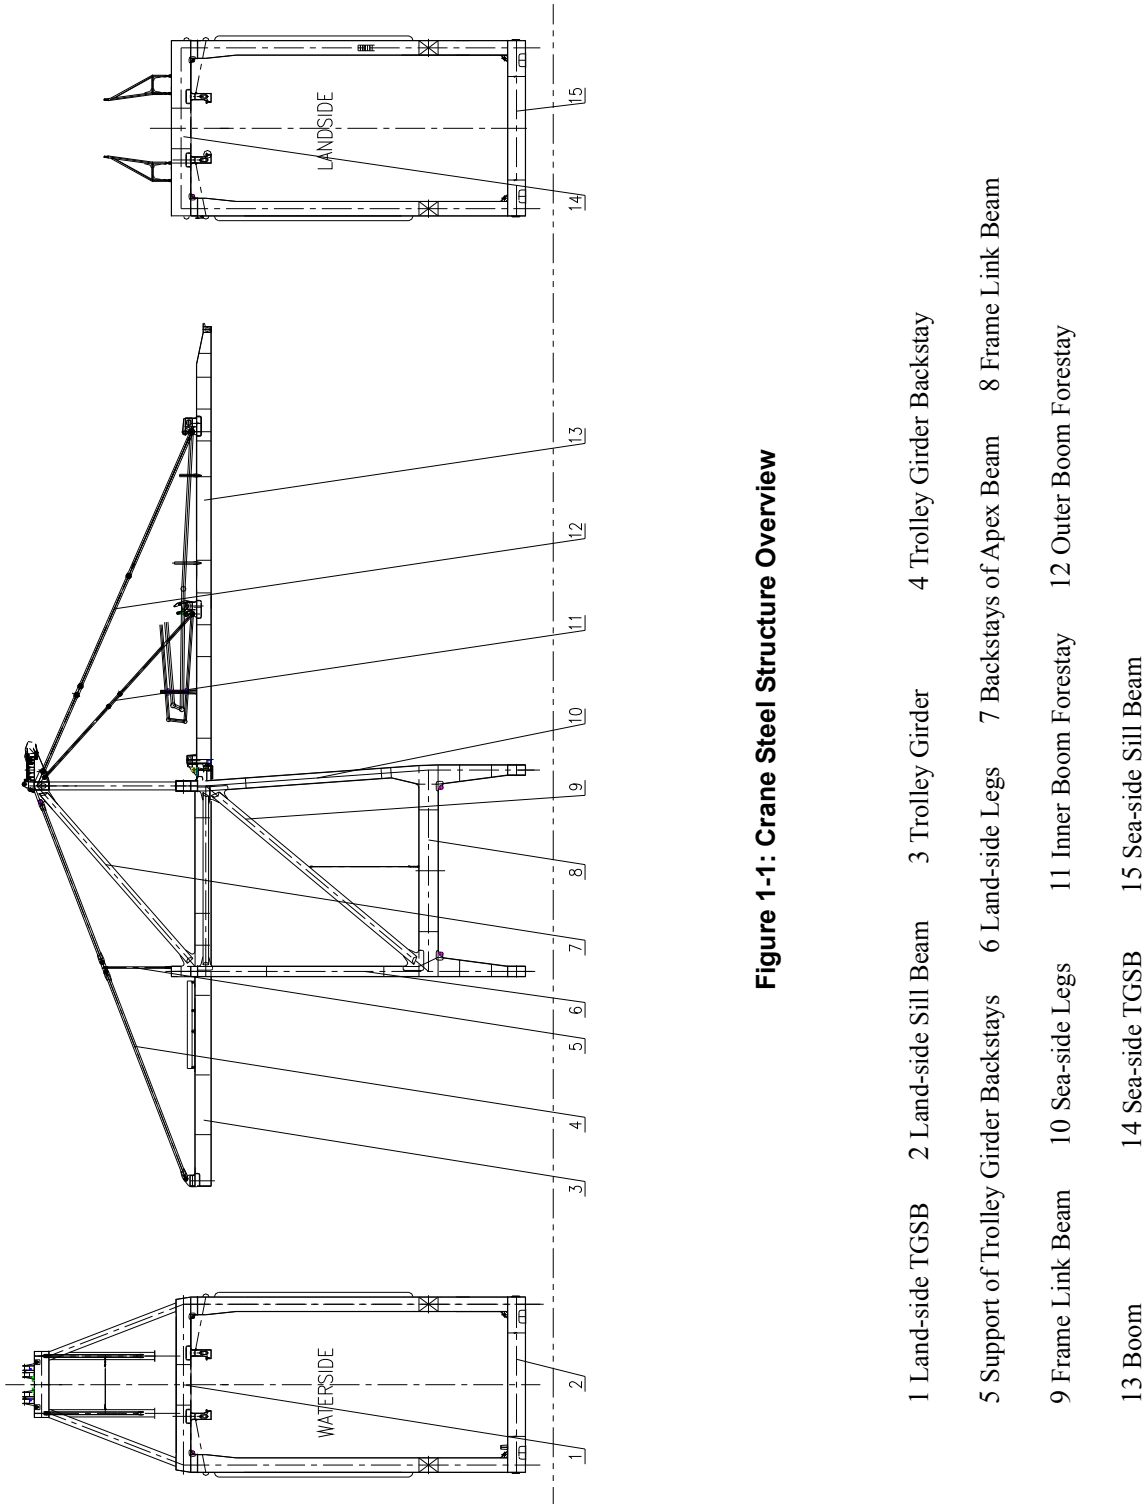 WATERSIDE
LANDSIDE
1 2 3 4 5 6 7 8 9 10 11 12 13 14 15
Figure 1-1: Crane Steel Structure Overview
1 Land-side TGSB 2 Land-side Sill Beam 3 Trolley Girder 4 Trolley Girder Backstay
5 Support of Trolley Girder Backstays 6 Land-side Legs 7 Backstays of Apex Beam 8 Frame Link Beam
9 Frame Link Beam 10 Sea-side Legs 11 Inner Boom Forestay 12 Outer Boom Forestay
13 Boom 14 Sea-side TGSB 15 Sea-side Sill Beam